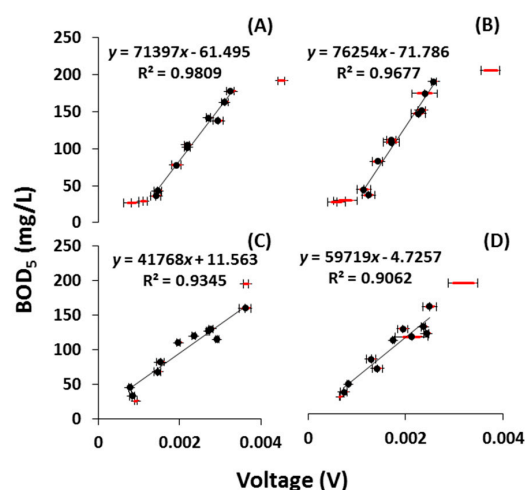 (A)
(B)
y = 71397x - 61.495
R² = 0.9809
y = 76254x - 71.786
R² = 0.9677
250
200
150
100
50
0
(C)
(D)
y = 41768x + 11.563
R² = 0.9345
y = 59719x - 4.7257
R² = 0.9062
250
200
150
100
50
0
0
0.002
0.004
0
0.002
0.004
BOD₅ (mg/L)
Voltage (V)